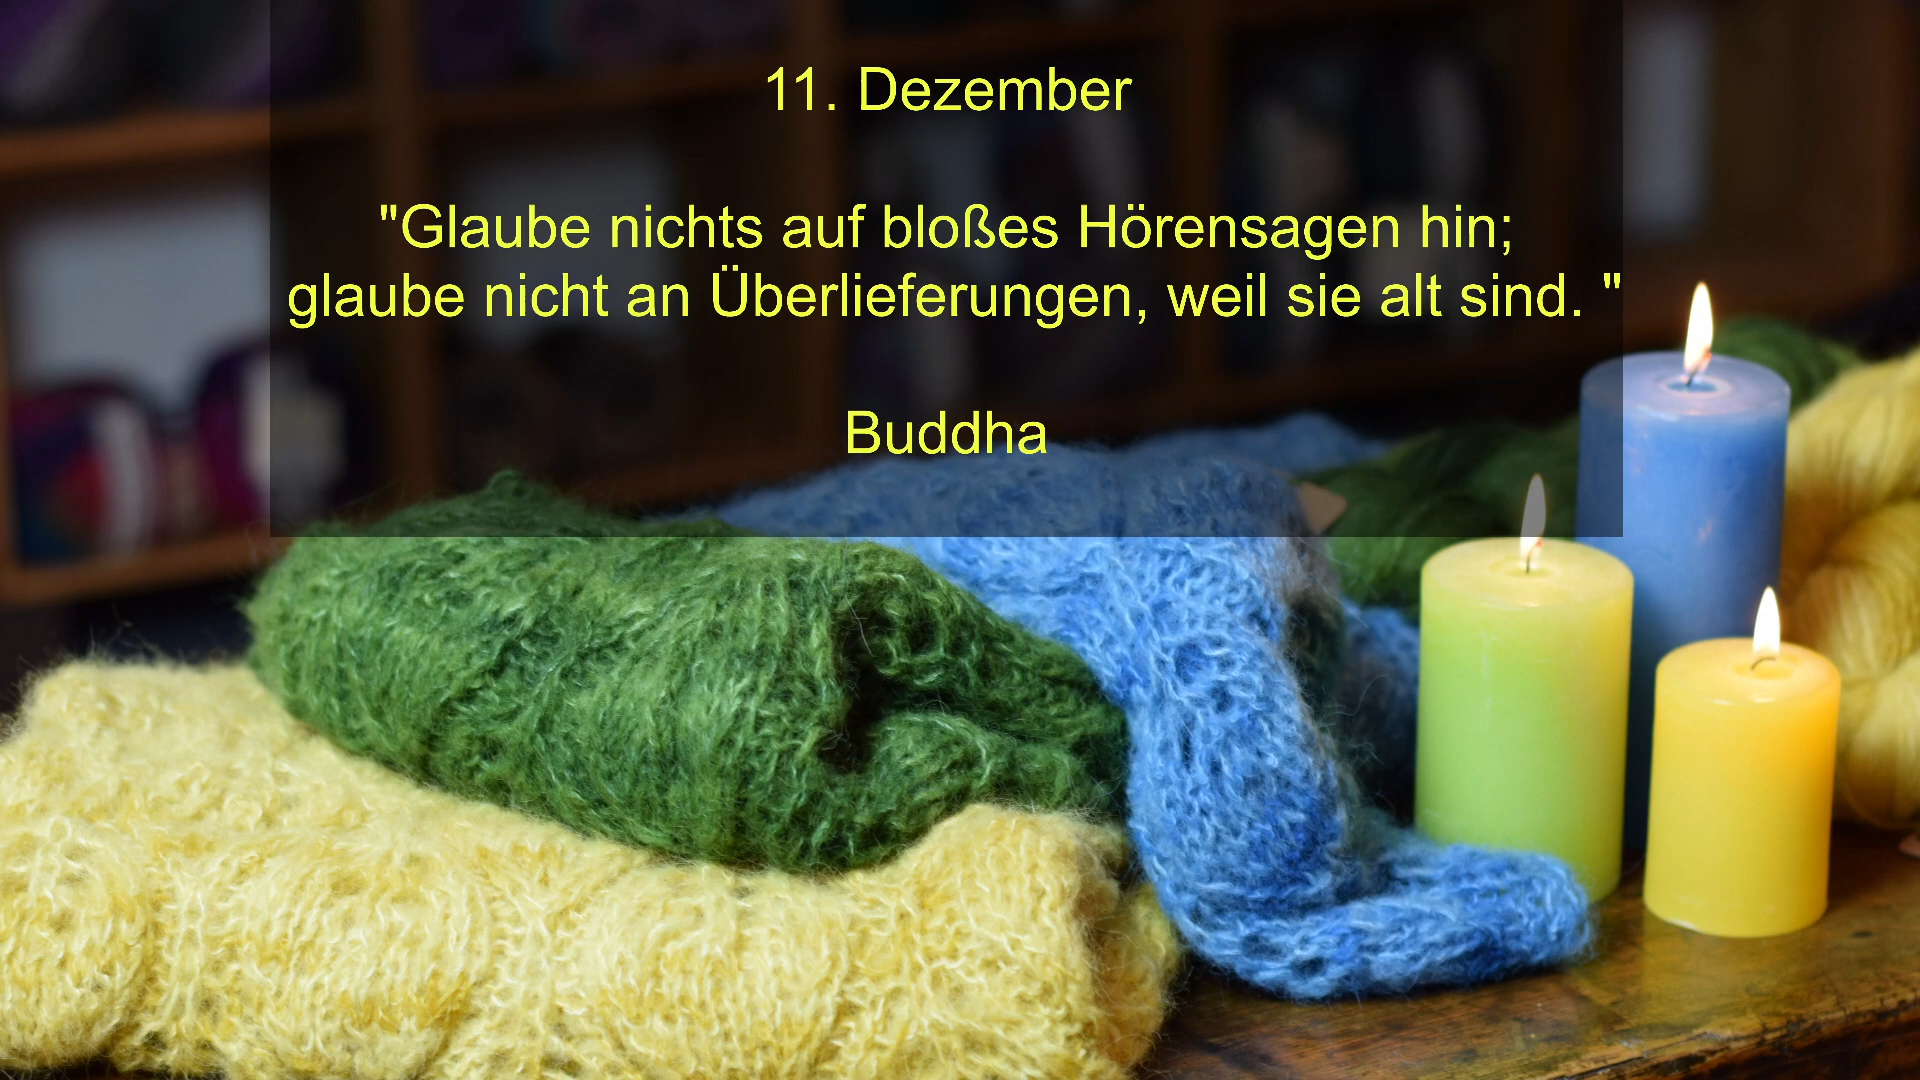 11. Dezember
"Glaube nichts auf bloßes Hörensagen hin;
glaube nicht an Überlieferungen, weil sie alt sind. "
Buddha